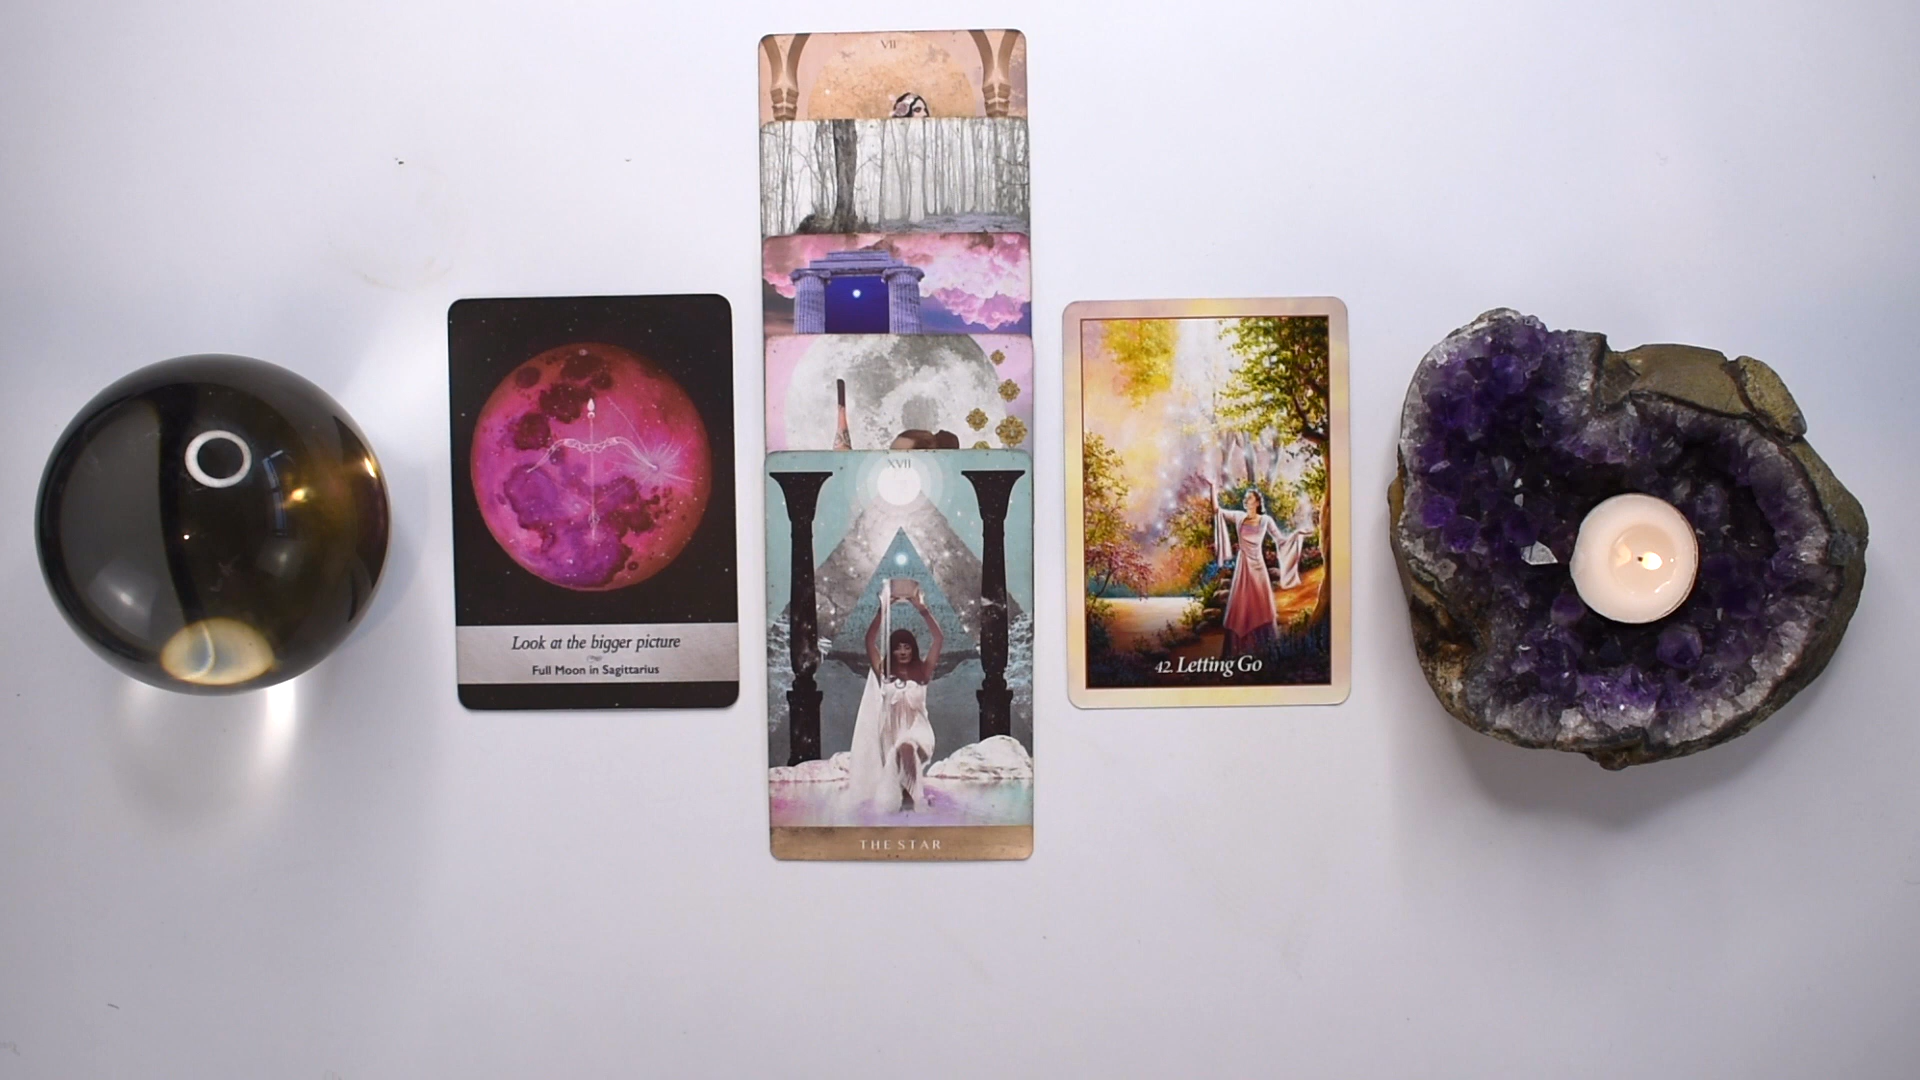 VII
Look at the bigger picture
Full Moon in Sagittarius
XVII
THE STAR
42. Letting Go